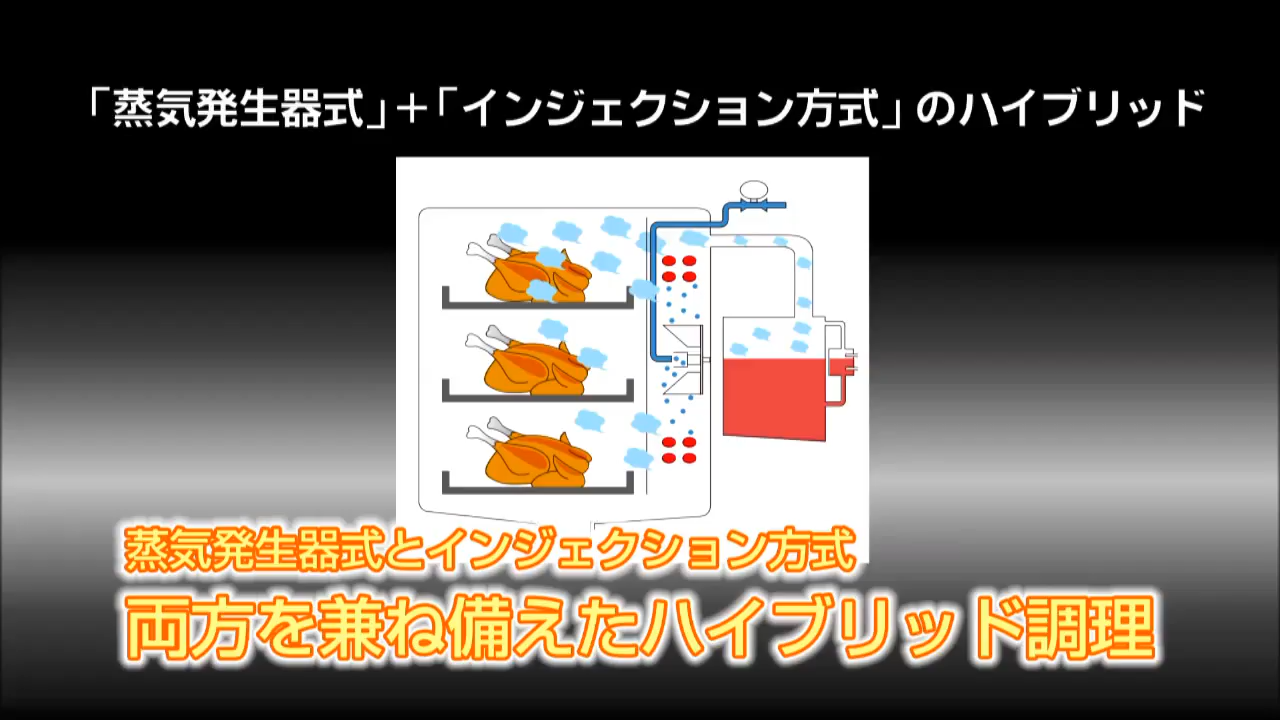 「蒸気発生器式」＋「インジェクション方式」のハイブリッド
蒸気発生器式とインジェクション方式
両方を兼ね備えたハイブリッド調理